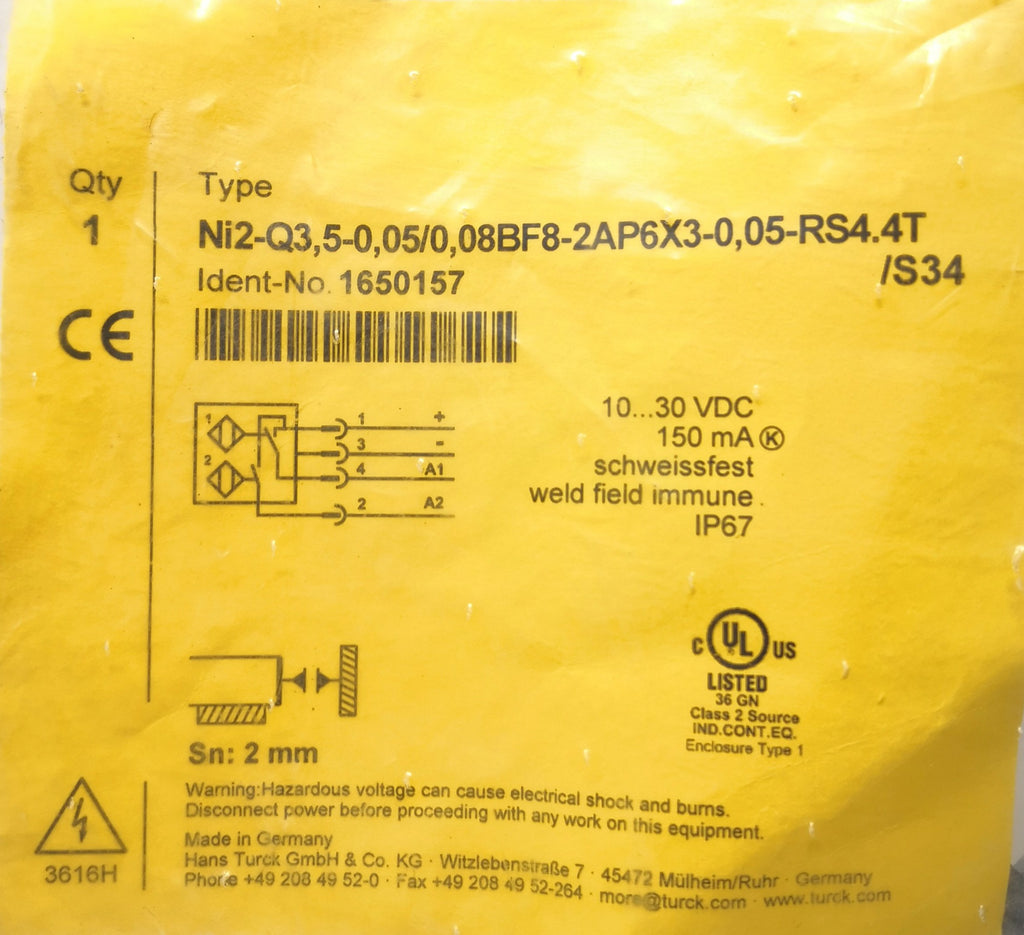 Qty
1
Type
Ni2-Q3,5-0,05/0,08BF8-2AP6X3-0,05-RS4.4T
/S34
Ident-No. 1650157
CE
1
2
1 +
3 -
4 A1
2 A2
10...30 VDC
150 mA K
schweissfest
weld field immune
IP67
C UL US
LISTED
36 GN
Class 2 Source
IND.CONT.EQ.
Enclosure Type 1
Sn: 2 mm
Warning:Hazardous voltage can cause electrical shock and burns.
Disconnect power before proceeding with any work on this equipment.
3616H
Made in Germany
Hans Turck GmbH & Co. KG · Witzlebenstraße 7 · 45472 Mülheim/Ruhr · Germany
Phone +49 208 49 52-0 · Fax +49 208 49 52-264 · more@turck.com · www.turck.com